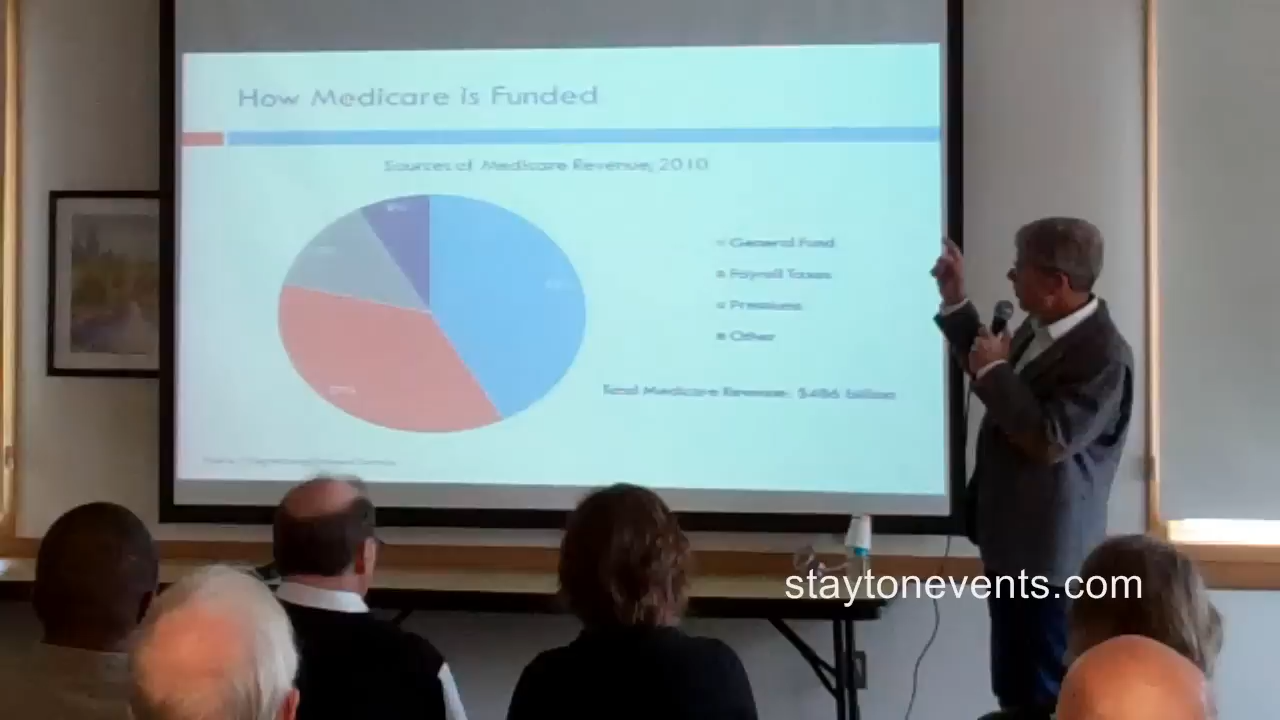 How Medicare is Funded
Sources of Medicare Revenue, 2010
General Fund
Payroll Taxes
Premiums
Other
Total Medicare Revenue: $486 billion
staytonevents.com